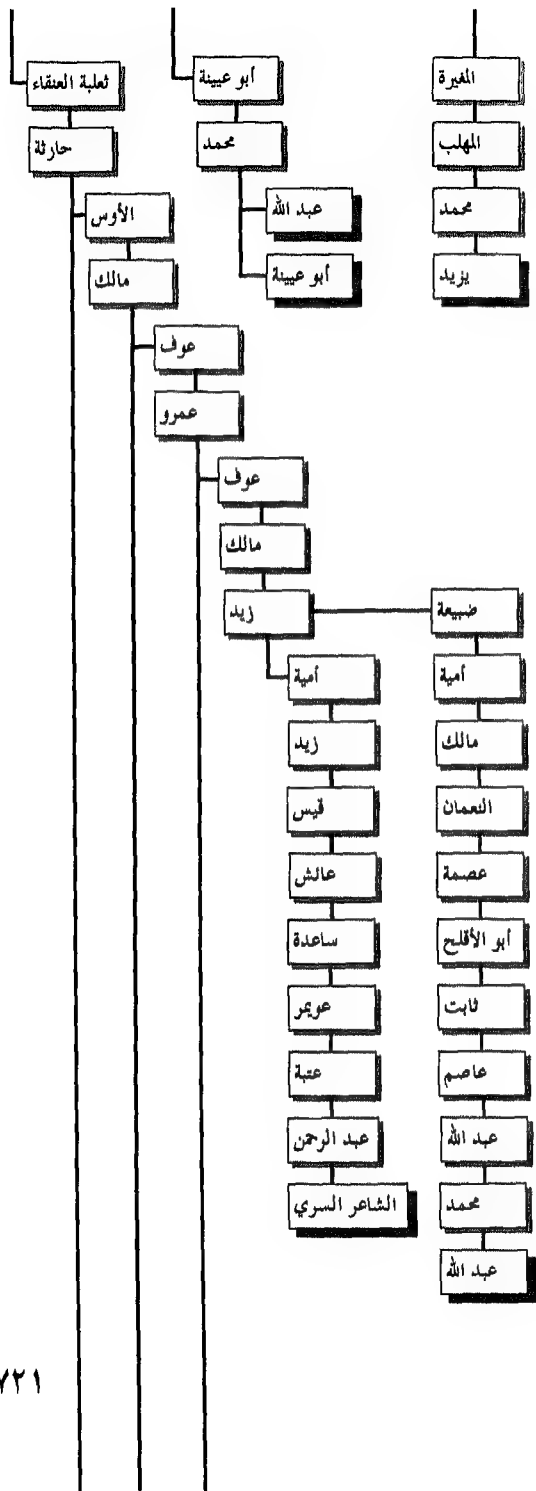 المغيرة
المهلب
محمد
يزيد
أبو عيينة
محمد
عبد الله
أبو عيينة
ثعلبة العنقاء
حارثة
الأوس
مالك
عوف
عمرو
عوف
مالك
زيد
ضبيعة
أمية
مالك
النعمان
عصمة
أبو الأقلح
ثابت
عاصم
عبد الله
محمد
عبد الله
أمية
زيد
قيس
عائش
ساعدة
عويمر
عتبة
عبد الرحمن
الشاعر السري
٧٢١